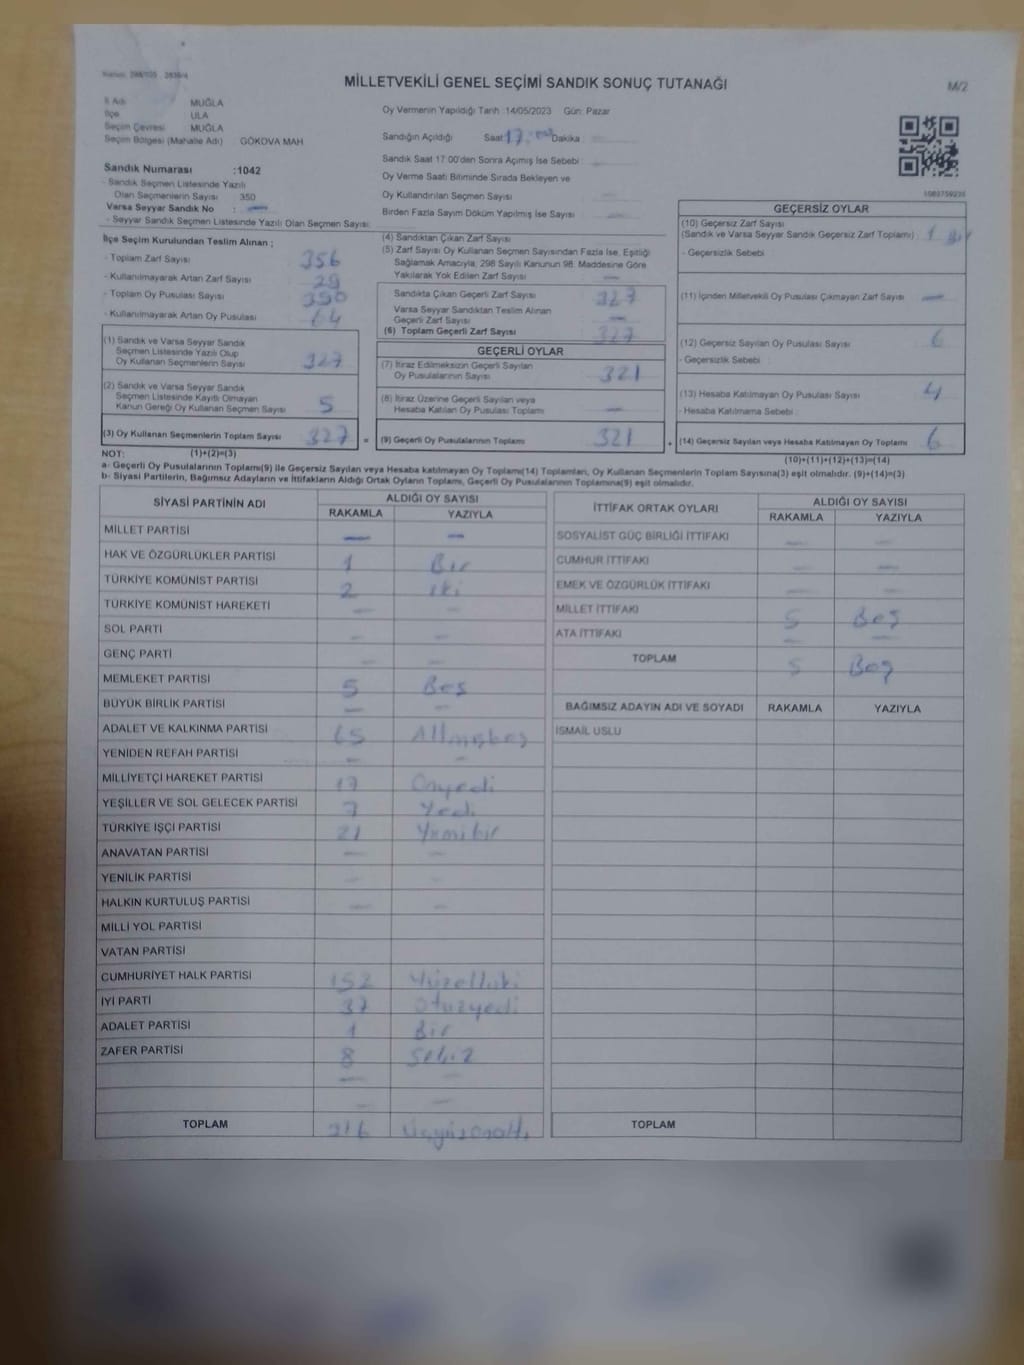 MİLLETVEKİLİ GENEL SEÇİMİ SANDIK SONUÇ TUTANAĞI
M/2
İl Adı MUĞLA
İlçe ULA
Seçim Çevresi MUĞLA
Seçim Bölgesi (Mahalle Adı) GÖKOVA MAH
Sandık Numarası :1042
- Sandık Seçmen Listesinde Yazılı
Olan Seçmenlerin Sayısı 350
Varsa Seyyar Sandık No : —
- Seyyar Sandık Seçmen Listesinde Yazılı Olan Seçmen Sayısı:
Oy Vermenin Yapıldığı Tarih :14/05/2023 Gün: Pazar
Sandığın Açıldığı Saat 17: Dakika
Sandık Saat 17:00'den Sonra Açımış İse Sebebi :
Oy Verme Saati Bitiminde Sırada Bekleyen ve
Oy Kullandırılan Seçmen Sayısı
Birden Fazla Sayım Döküm Yapılmış İse Sayısı
İlçe Seçim Kurulundan Teslim Alınan ;
- Toplam Zarf Sayısı : 356
- Kullanılmayarak Artan Zarf Sayısı : 29
- Toplam Oy Pusulası Sayısı : 390
- Kullanılmayarak Artan Oy Pusulası : 64
(1) Sandık ve Varsa Seyyar Sandık
Seçmen Listesinde Yazılı Olup
Oy Kullanan Seçmenlerin Sayısı 327
(2) Sandık ve Varsa Seyyar Sandık
Seçmen Listesinde Kayıtlı Olmayan
Kanun Gereği Oy Kullanan Seçmen Sayısı 5
(3) Oy Kullanan Seçmenlerin Toplam Sayısı 327 =
(4) Sandıktan Çıkan Zarf Sayısı
(5) Zarf Sayısı Oy Kullanan Seçmen Sayısından Fazla İse, Eşitliği
Sağlamak Amacıyla, 298 Sayılı Kanunun 98. Maddesine Göre
Yakılarak Yok Edilen Zarf Sayısı —
Sandıkta Çıkan Geçerli Zarf Sayısı 327
Varsa Seyyar Sandıktan Teslim Alınan
Geçerli Zarf Sayısı —
(6) Toplam Geçerli Zarf Sayısı 327
GEÇERLİ OYLAR
(7) İtiraz Edilmeksizin Geçerli Sayılan
Oy Pusulalarının Sayısı 321
(8) İtiraz Üzerine Geçerli Sayılan veya
Hesaba Katılan Oy Pusulası Toplamı —
(9) Geçerli Oy Pusulalarının Toplamı 321 +
GEÇERSİZ OYLAR
(10) Geçersiz Zarf Sayısı
(Sandık ve Varsa Seyyar Sandık Geçersiz Zarf Toplamı) 1 Bir
- Geçersizlik Sebebi :
(11) İçinden Milletvekili Oy Pusulası Çıkmayan Zarf Sayısı —
(12) Geçersiz Sayılan Oy Pusulası Sayısı 6
- Geçersizlik Sebebi :
(13) Hesaba Katılmayan Oy Pusulası Sayısı 4
- Hesaba Katılmama Sebebi :
(14) Geçersiz Sayılan veya Hesaba Katılmayan Oy Toplamı 6
NOT: (1)+(2)=(3) (10)+(11)+(12)+(13)=(14)
a- Geçerli Oy Pusulalarının Toplamı(9) ile Geçersiz Sayılan veya Hesaba katılmayan Oy Toplamı(14) Toplamları, Oy Kullanan Seçmenlerin Toplam Sayısına(3) eşit olmalıdır. (9)+(14)=(3)
b- Siyasi Partilerin, Bağımsız Adayların ve İttifakların Aldığı Ortak Oyların Toplamı, Geçerli Oy Pusulalarının Toplamına(9) eşit olmalıdır.
SİYASİ PARTİNİN ADI ALDIĞI OY SAYISI
RAKAMLA YAZIYLA
MİLLET PARTİSİ — —
HAK VE ÖZGÜRLÜKLER PARTİSİ 1 Bir
TÜRKİYE KOMÜNİST PARTİSİ 2 iki
TÜRKİYE KOMÜNİST HAREKETİ — —
SOL PARTİ — —
GENÇ PARTİ — —
MEMLEKET PARTİSİ 5 Beş
BÜYÜK BİRLİK PARTİSİ — —
ADALET VE KALKINMA PARTİSİ 65 Altmışbeş
YENİDEN REFAH PARTİSİ — —
MİLLİYETÇİ HAREKET PARTİSİ 17 Onyedi
YEŞİLLER VE SOL GELECEK PARTİSİ 7 Yedi
TÜRKİYE İŞÇİ PARTİSİ 21 Yirmibir
ANAVATAN PARTİSİ — —
YENİLİK PARTİSİ — —
HALKIN KURTULUŞ PARTİSİ — —
MİLLİ YOL PARTİSİ
VATAN PARTİSİ
CUMHURİYET HALK PARTİSİ 152 Yüzelliiki
İYİ PARTİ 37 Otuzyedi
ADALET PARTİSİ 1 Bir
ZAFER PARTİSİ 8 Sekiz
— —
— —
TOPLAM 316 Üçyüzonaltı
İTTİFAK ORTAK OYLARI ALDIĞI OY SAYISI
RAKAMLA YAZIYLA
SOSYALİST GÜÇ BİRLİĞİ İTTİFAKI — —
CUMHUR İTTİFAKI — —
EMEK VE ÖZGÜRLÜK İTTİFAKI — —
MİLLET İTTİFAKI 5 Beş
ATA İTTİFAKI — —
TOPLAM 5 Beş
BAĞIMSIZ ADAYIN ADI VE SOYADI RAKAMLA YAZIYLA
İSMAİL USLU
TOPLAM